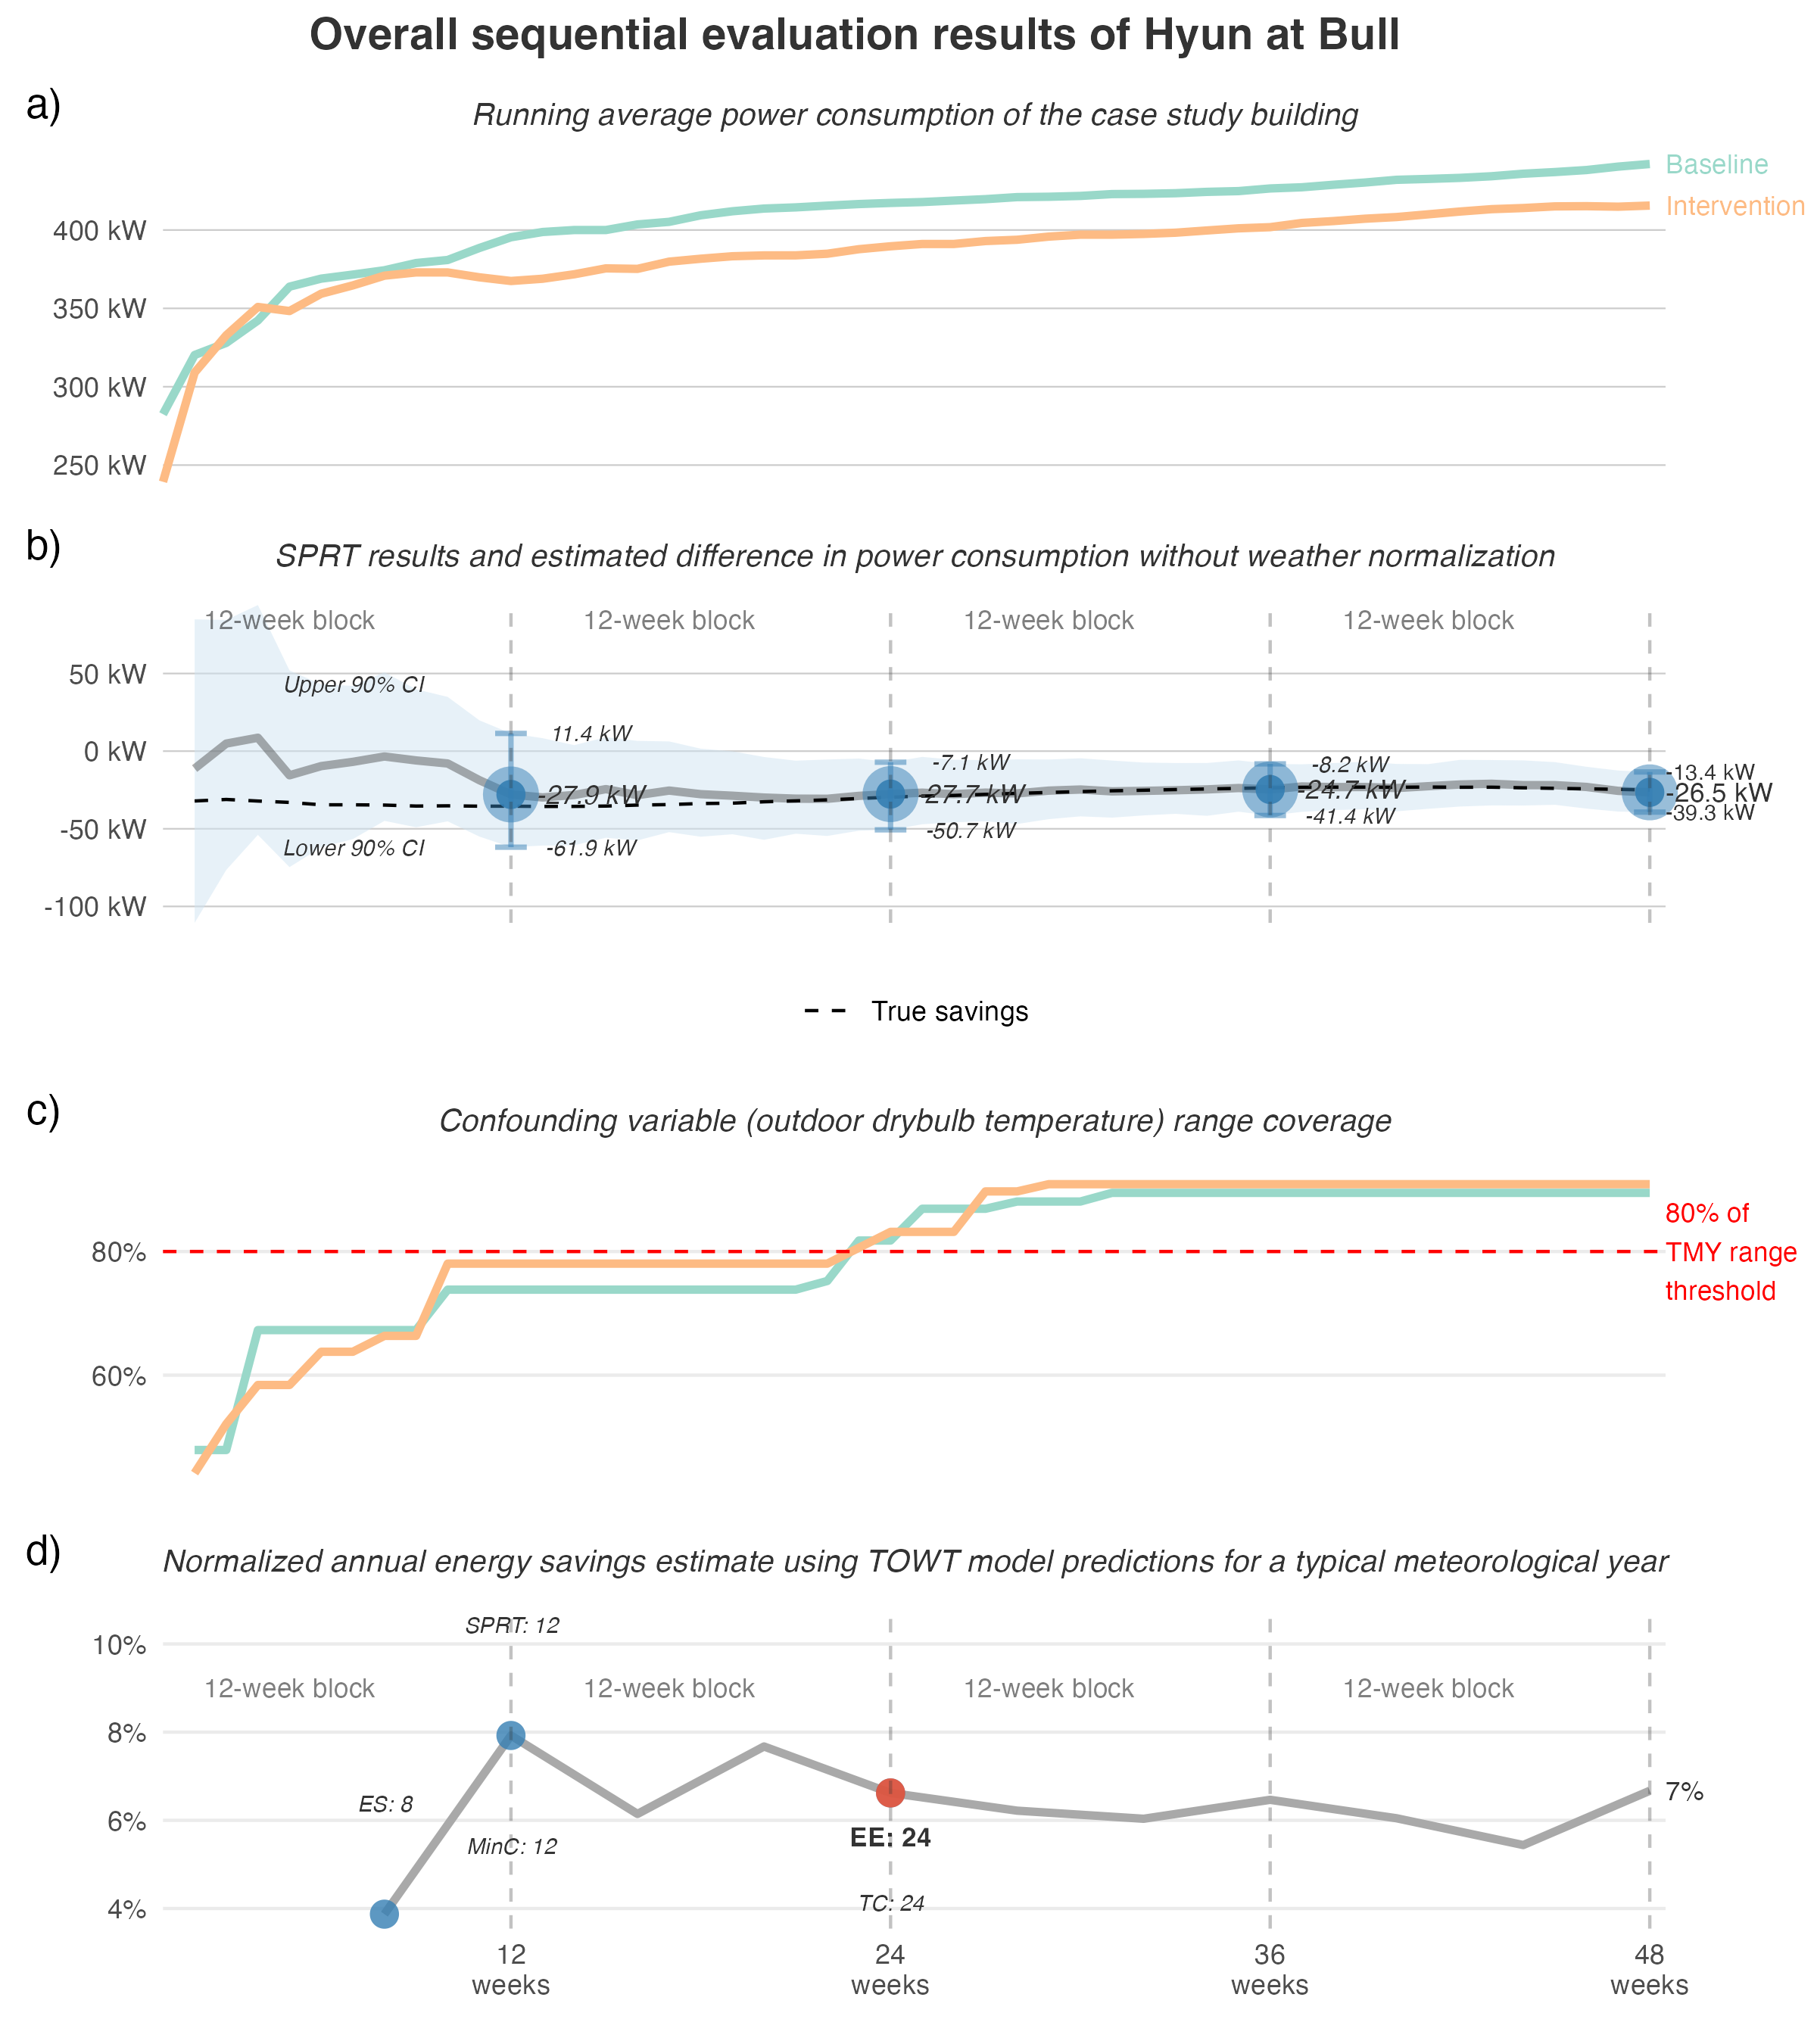 Overall sequential evaluation results of Hyun at Bull
a)
Running average power consumption of the case study building
Baseline
Intervention
400 kW
350 kW
300 kW
250 kW
b)
SPRT results and estimated difference in power consumption without weather normalization
12-week block
12-week block
12-week block
12-week block
50 kW
0 kW
-50 kW
-100 kW
Upper 90% CI
Lower 90% CI
11.4 kW
-27.9 kW
-61.9 kW
-7.1 kW
-27.7 kW
-50.7 kW
-8.2 kW
-24.7 kW
-41.4 kW
-13.4 kW
-26.5 kW
-39.3 kW
True savings
c)
Confounding variable (outdoor drybulb temperature) range coverage
80%
60%
80% of
TMY range
threshold
d)
Normalized annual energy savings estimate using TOWT model predictions for a typical meteorological year
SPRT: 12
10%
12-week block
12-week block
12-week block
12-week block
8%
7%
ES: 8
6%
EE: 24
MinC: 12
TC: 24
4%
12
weeks
24
weeks
36
weeks
48
weeks